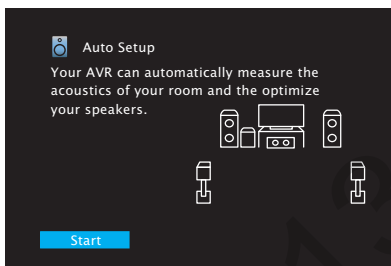 Auto Setup
Your AVR can automatically measure the
acoustics of your room and the optimize
your speakers.
Start